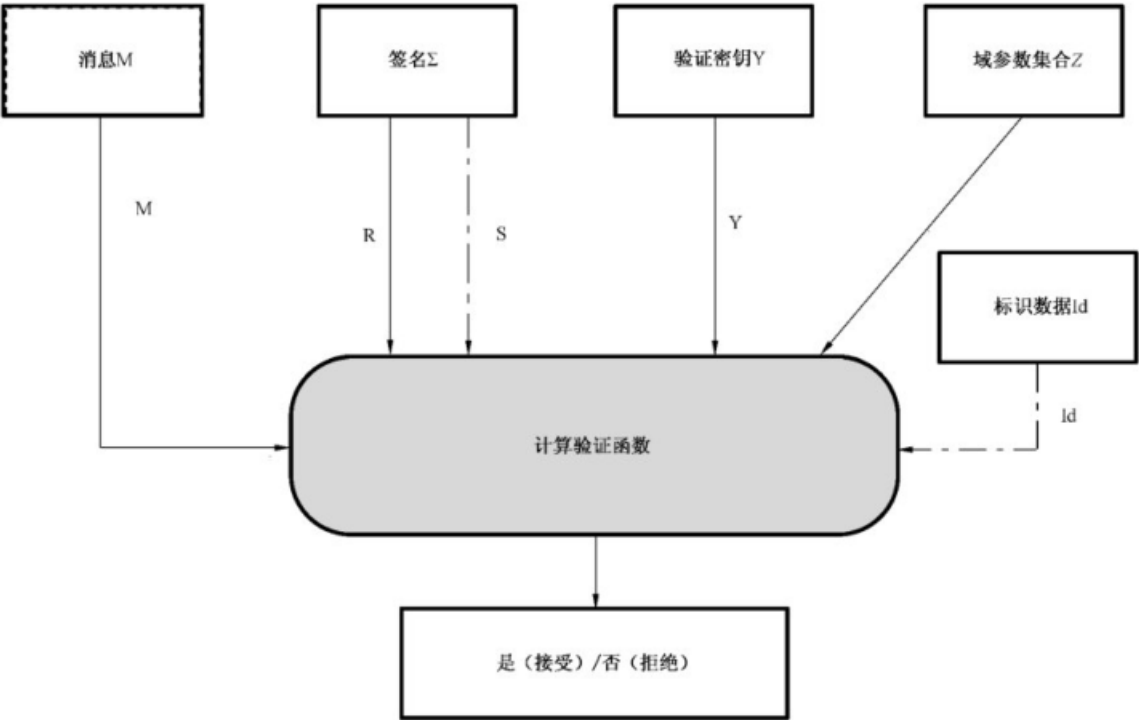 消息M
签名Σ
验证密钥Y
域参数集合Z
M
R
S
Y
标识数据Id
Id
计算验证函数
是（接受）/否（拒绝）